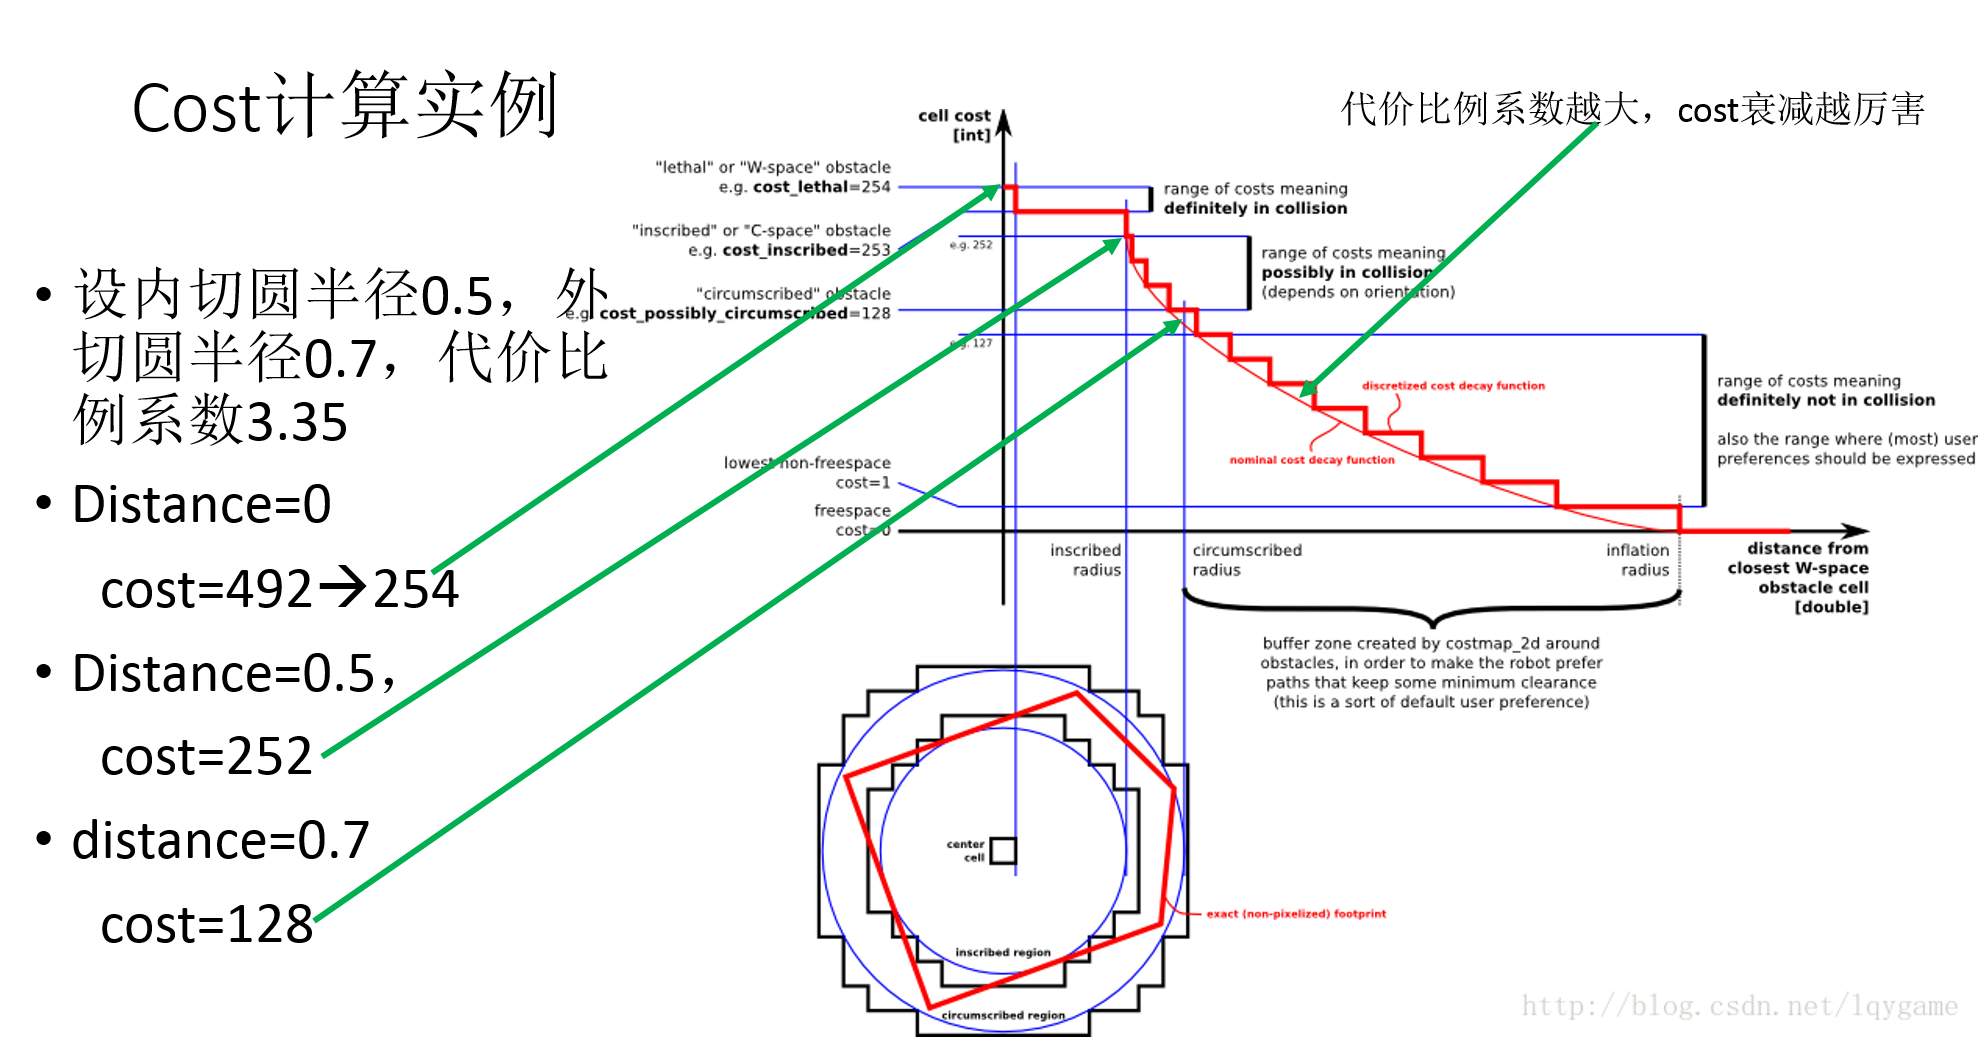 Cost计算实例
• 设内切圆半径0.5，外
切圆半径0.7，代价比
例系数3.35
• Distance=0
cost=492→254
• Distance=0.5，
cost=252
• distance=0.7
cost=128
代价比例系数越大，cost衰减越厉害
cell cost
[int]
"lethal" or "W-space" obstacle
e.g. cost_lethal=254
"inscribed" or "C-space" obstacle
e.g. cost_inscribed=253
"circumscribed" obstacle
e.g. cost_possibly_circumscribed=128
lowest non-freespace
cost=1
freespace
cost=0
e.g. 252
e.g. 127
range of costs meaning
definitely in collision
range of costs meaning
possibly in collision
(depends on orientation)
range of costs meaning
definitely not in collision
also the range where (most) user
preferences should be expressed
discretized cost decay function
nominal cost decay function
inscribed
radius
circumscribed
radius
inflation
radius
distance from
closest W-space
obstacle cell
[double]
buffer zone created by costmap_2d around
obstacles, in order to make the robot prefer
paths that keep some minimum clearance
(this is a sort of default user preference)
center
cell
exact (non-pixelized) footprint
inscribed region
circumscribed region
http://blog.csdn.net/lqygame